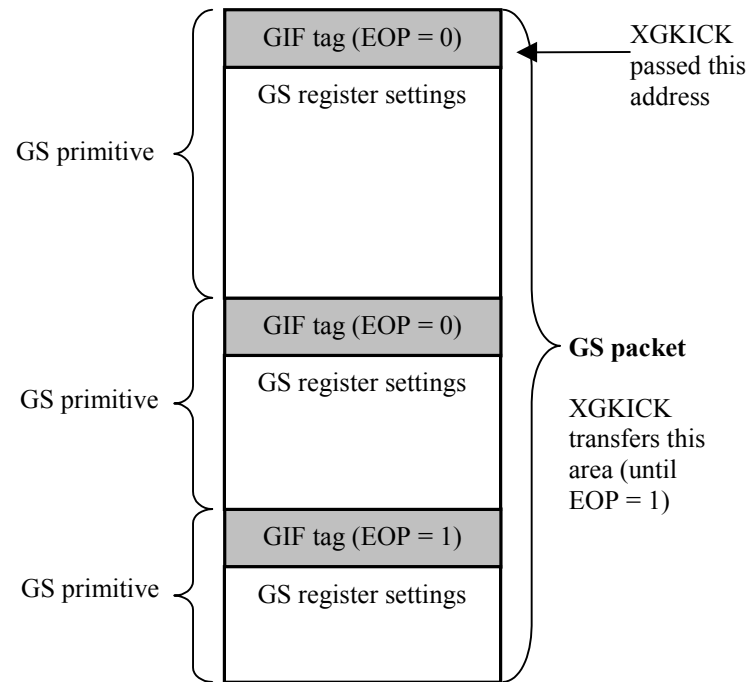 GIF tag (EOP = 0)
XGKICK
passed this
address
GS register settings
GS primitive
GIF tag (EOP = 0)
GS packet
GS register settings
GS primitive
XGKICK
transfers this
area (until
EOP = 1)
GIF tag (EOP = 1)
GS primitive
GS register settings